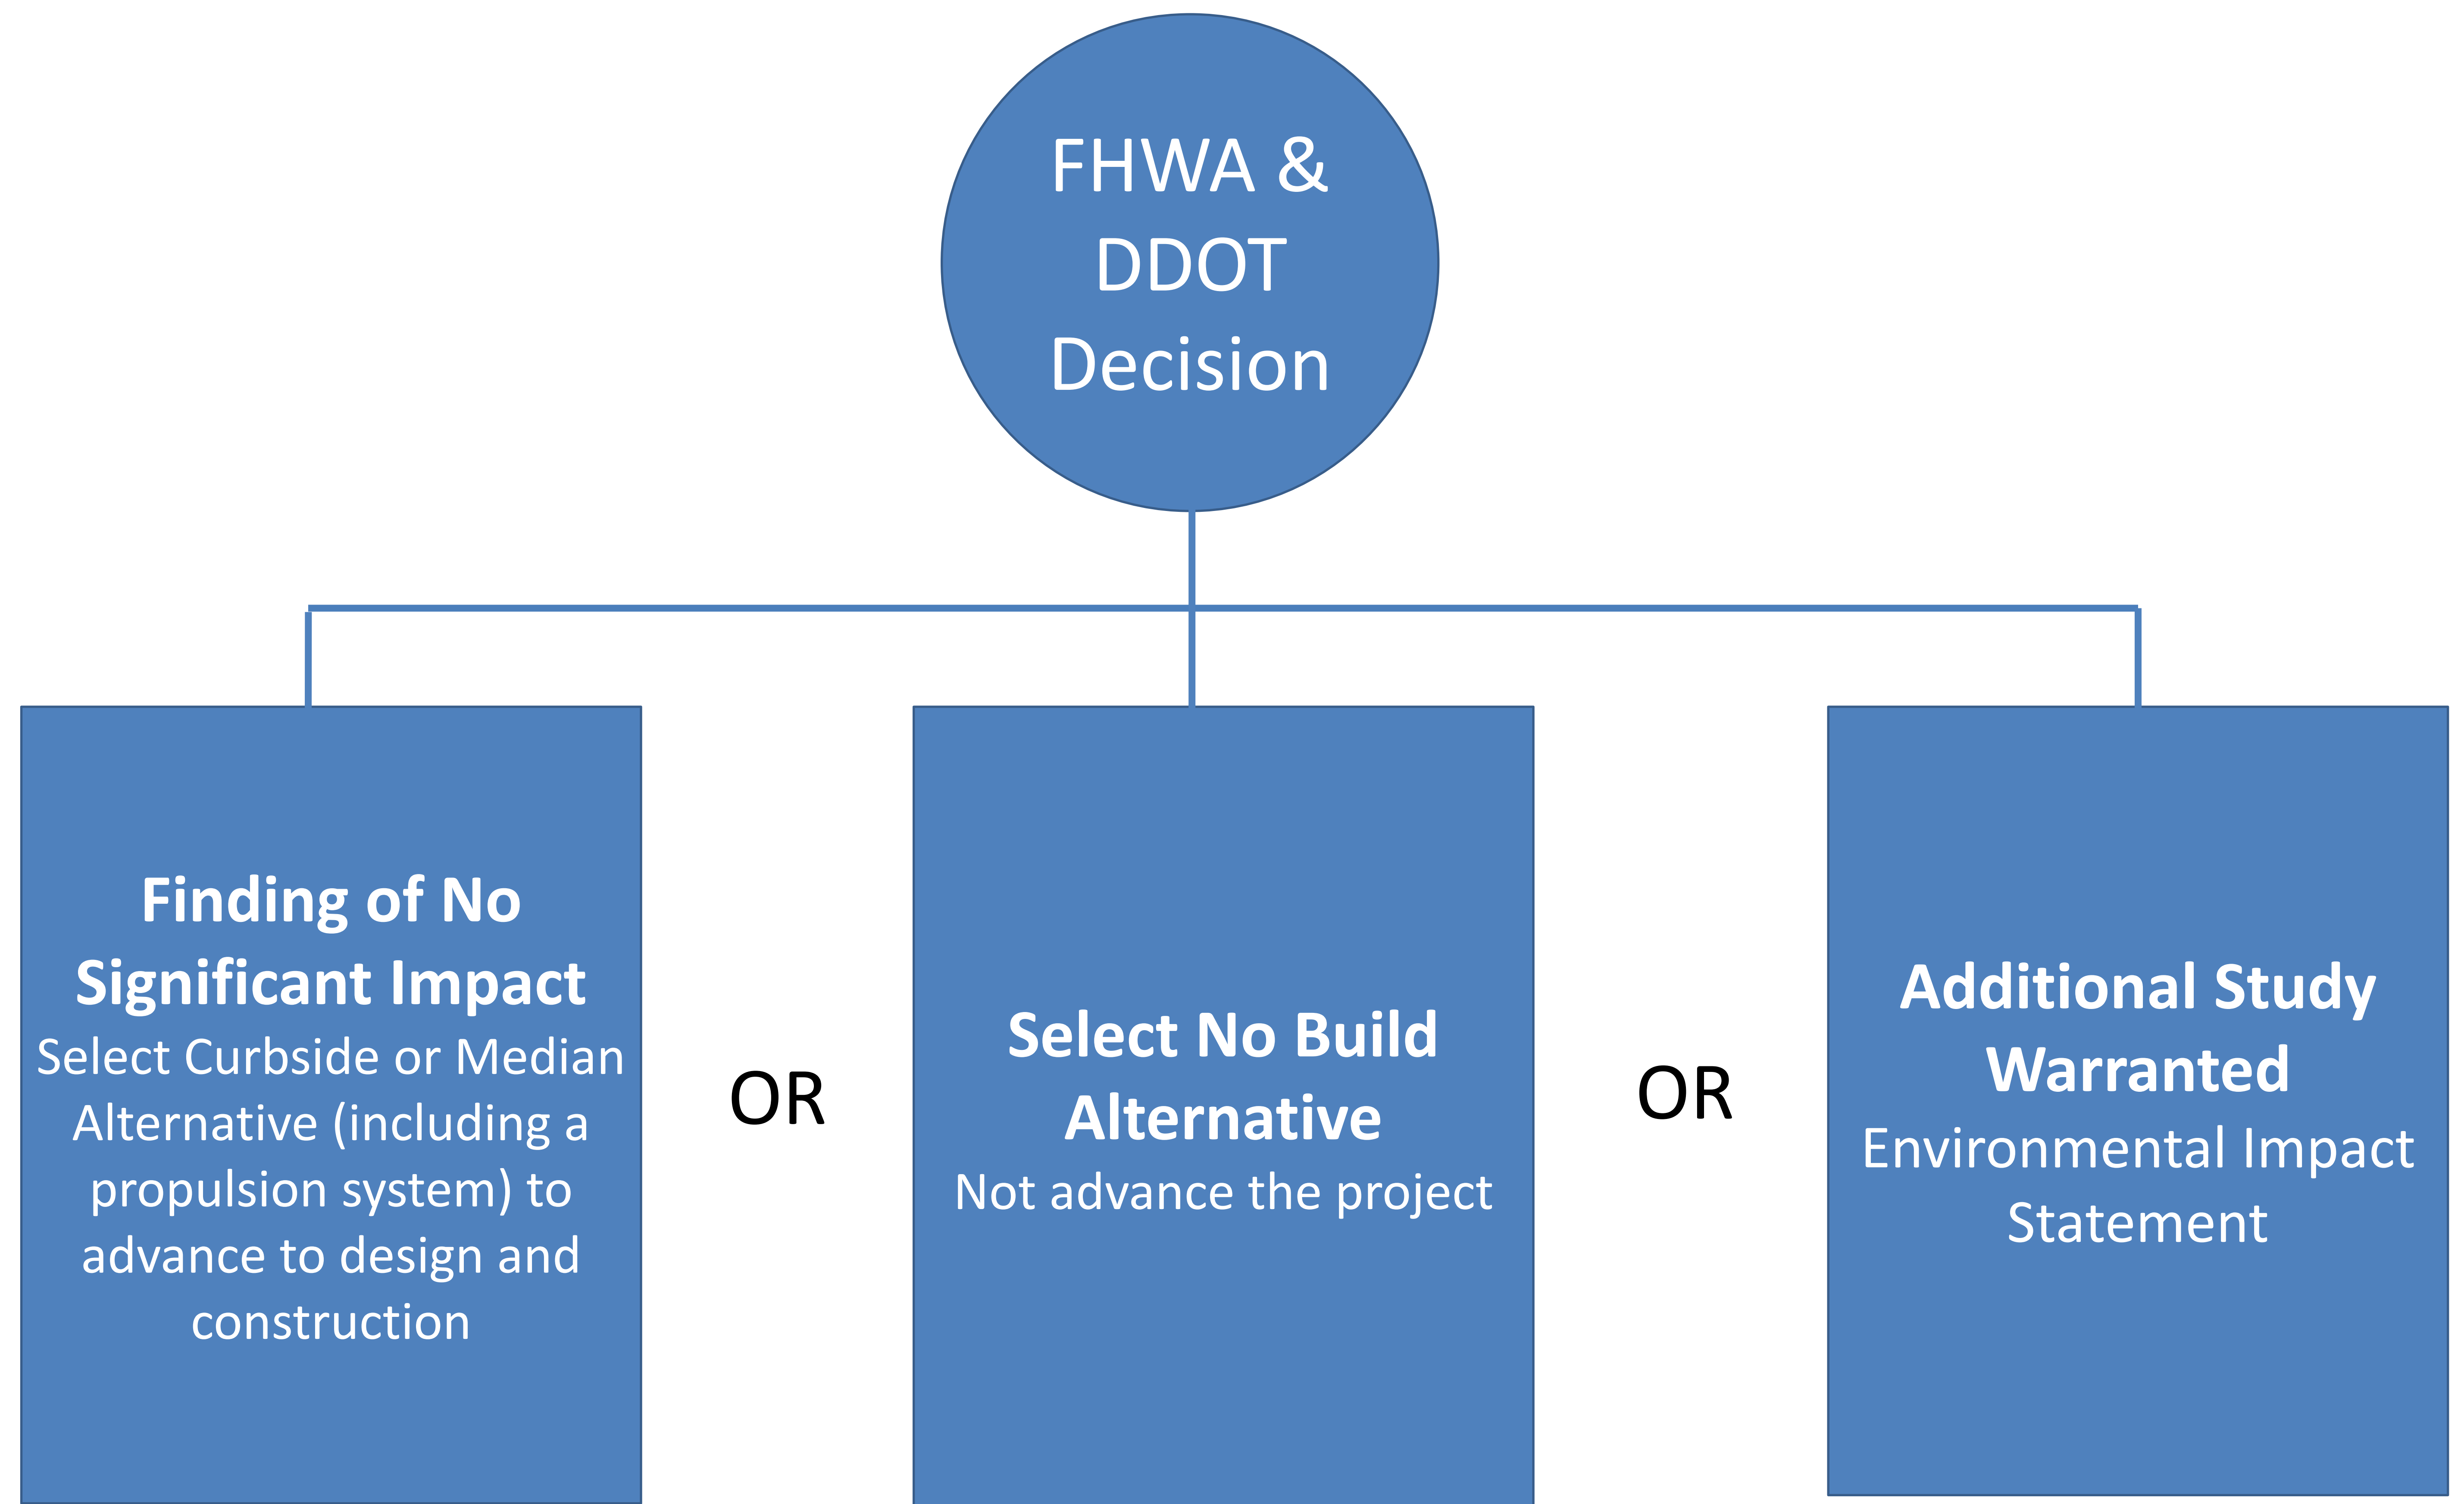 FHWA &
DDOT
Decision
Finding of No
Significant Impact
Select Curbside or Median
Alternative (including a
propulsion system) to
advance to design and
construction
OR
Select No Build
Alternative
Not advance the project
OR
Additional Study
Warranted
Environmental Impact
Statement